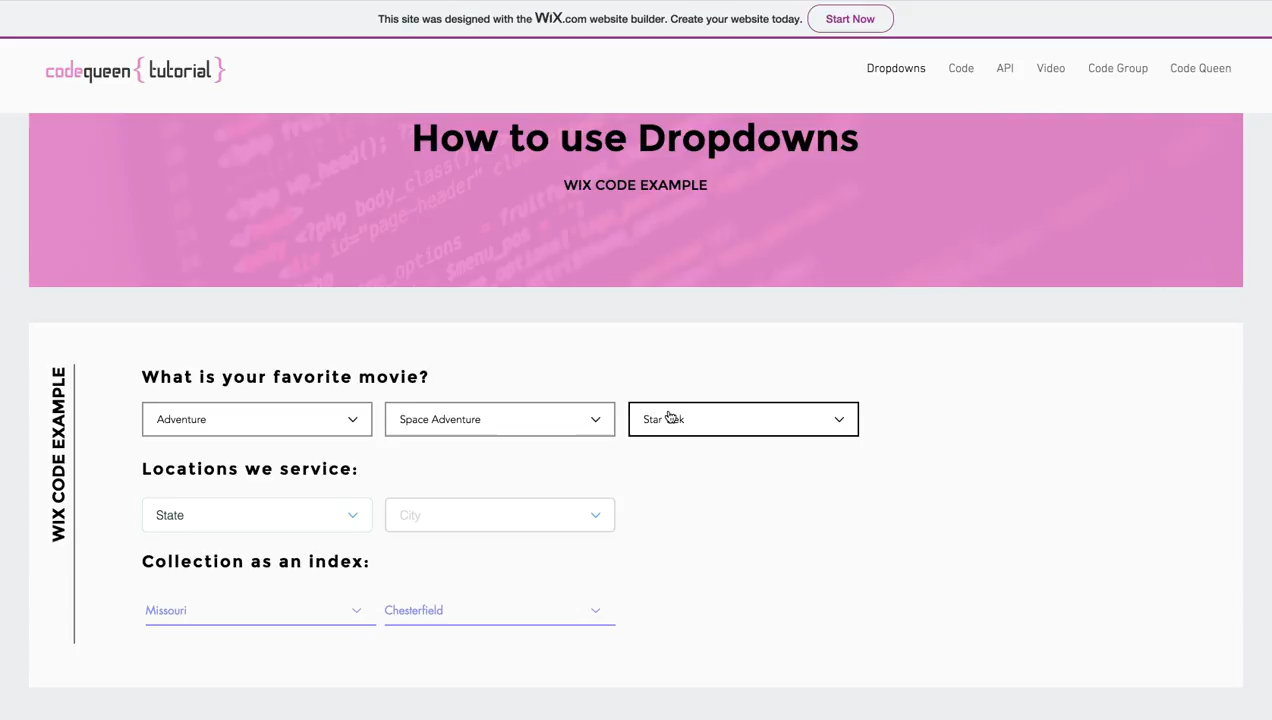 This site was designed with the WiX.com website builder. Create your website today. Start Now
codequeen{tutorial} Dropdowns Code API Video Code Group Code Queen
How to use Dropdowns
WIX CODE EXAMPLE
WIX CODE EXAMPLE
What is your favorite movie?
Adventure Space Adventure Star
Locations we service:
State City
Collection as an index:
Missouri Chesterfield